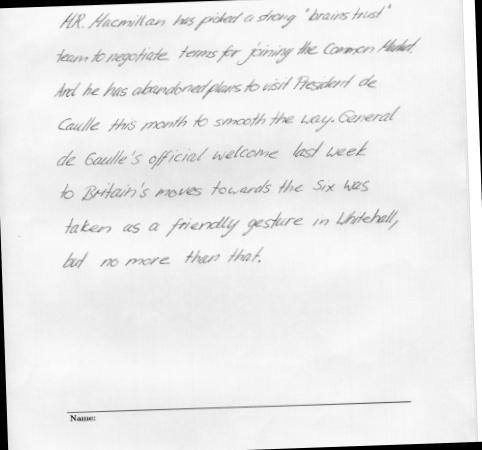 MR. Macmillan has picked a strong "brains trust"
team to negotiate terms for joining the Common Market.
And he has abandoned plans to visit President de
Caulle this month to smooth the way. General
de Gaulle's official welcome last week
to Britain's moves towards the Six was
taken as a friendly gesture in Whitehall,
but no more than that.
Name: